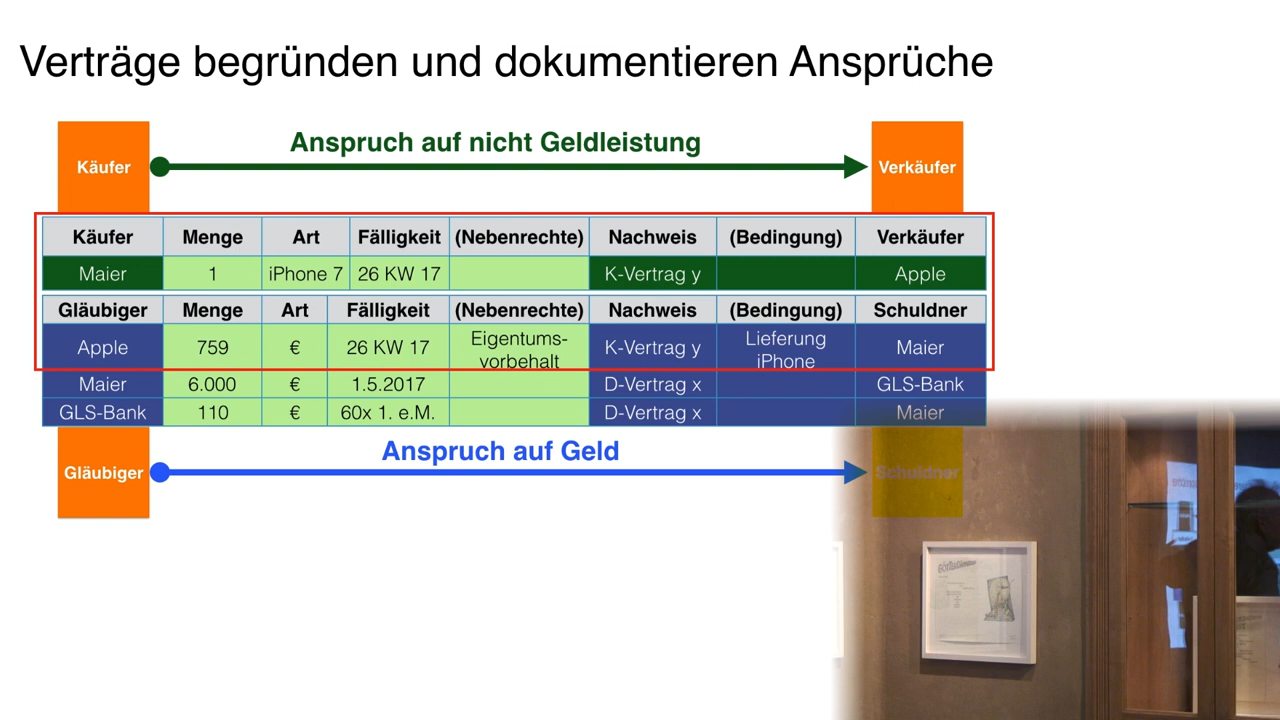 Verträge begründen und dokumentieren Ansprüche
Anspruch auf nicht Geldleistung
Käufer
Verkäufer
Käufer Menge Art Fälligkeit (Nebenrechte) Nachweis (Bedingung) Verkäufer
Maier 1 iPhone 7 26 KW 17 K-Vertrag y Apple
Gläubiger Menge Art Fälligkeit (Nebenrechte) Nachweis (Bedingung) Schuldner
Apple 759 € 26 KW 17 Eigentums- K-Vertrag y Lieferung Maier
vorbehalt iPhone
Maier 6.000 € 1.5.2017 D-Vertrag x GLS-Bank
GLS-Bank 110 € 60x 1. e.M. D-Vertrag x Maier
Anspruch auf Geld
Gläubiger
Schuldner